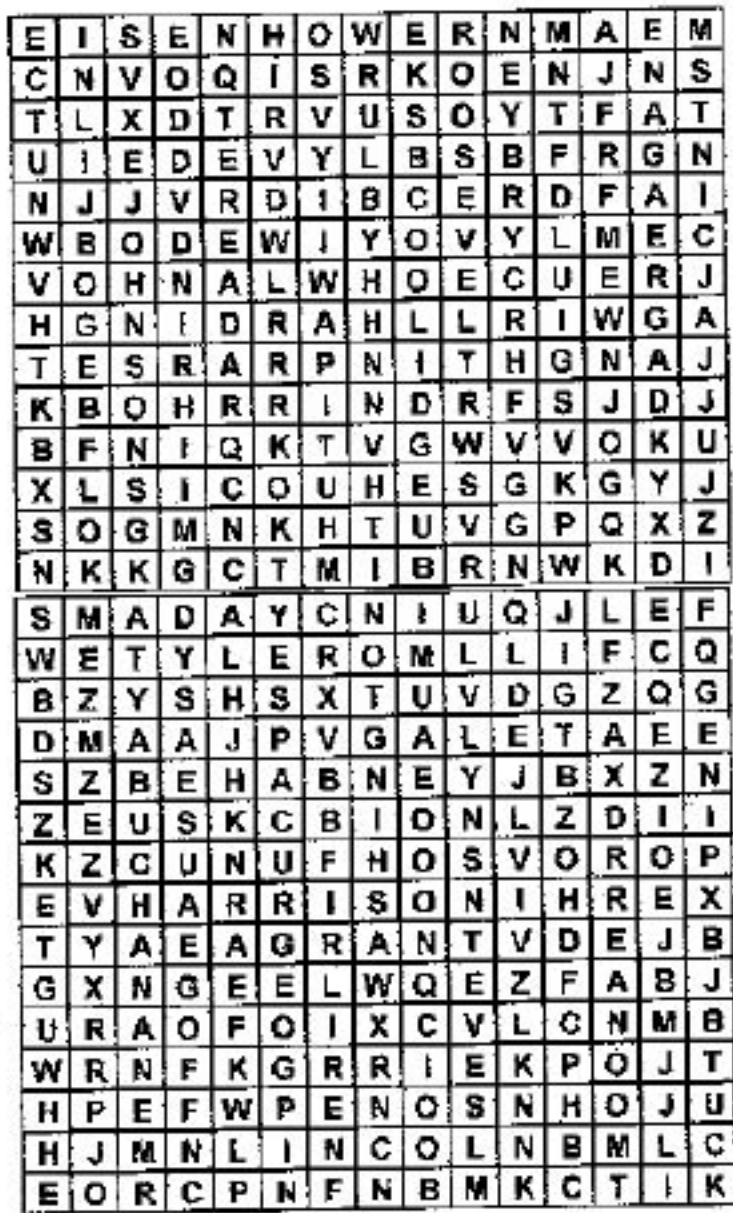 E I S E N H O W E R N M A E M
C N V O Q I S R K O E N J N S
T L X D T R V U S O Y T F A T
U I E D E V Y L B S B F R G N
N J J V R D I B C E R D F A I
W B O D E W I Y O V Y L M E C
V O H N A L W H O E C U E R J
H G N I D R A H L L R I W G A
T E S R A R P N I T H G N A J
K B O H R R I N D R F S J D J
B F N I Q K T V G W V V O K U
X L S I C O U H E S G K G Y J
S O G M N K H T U V G P Q X Z
N K K G C T M I B R N W K D I
S M A D A Y C N I U Q J L E F
W E T Y L E R O M L L I F C Q
B Z Y S H S X T U V D G Z Q G
D M A A J P V G A L E T A E E
S Z B E H A B N E Y J B X Z N
Z E U S K C B I O N L Z D I I
K Z C U N U F H O S V O R O P
E V H A R R I S O N I H R E X
T Y A E A G R A N T V D E J B
G X N G E E L W Q E Z F A B J
U R A O F O I X C V L C N M B
W R N F K G R R I E K P O J T
H P E F W P E N O S N H O J U
H J M N L I N C O L N B M L C
E O R C P N F N B M K C T I K